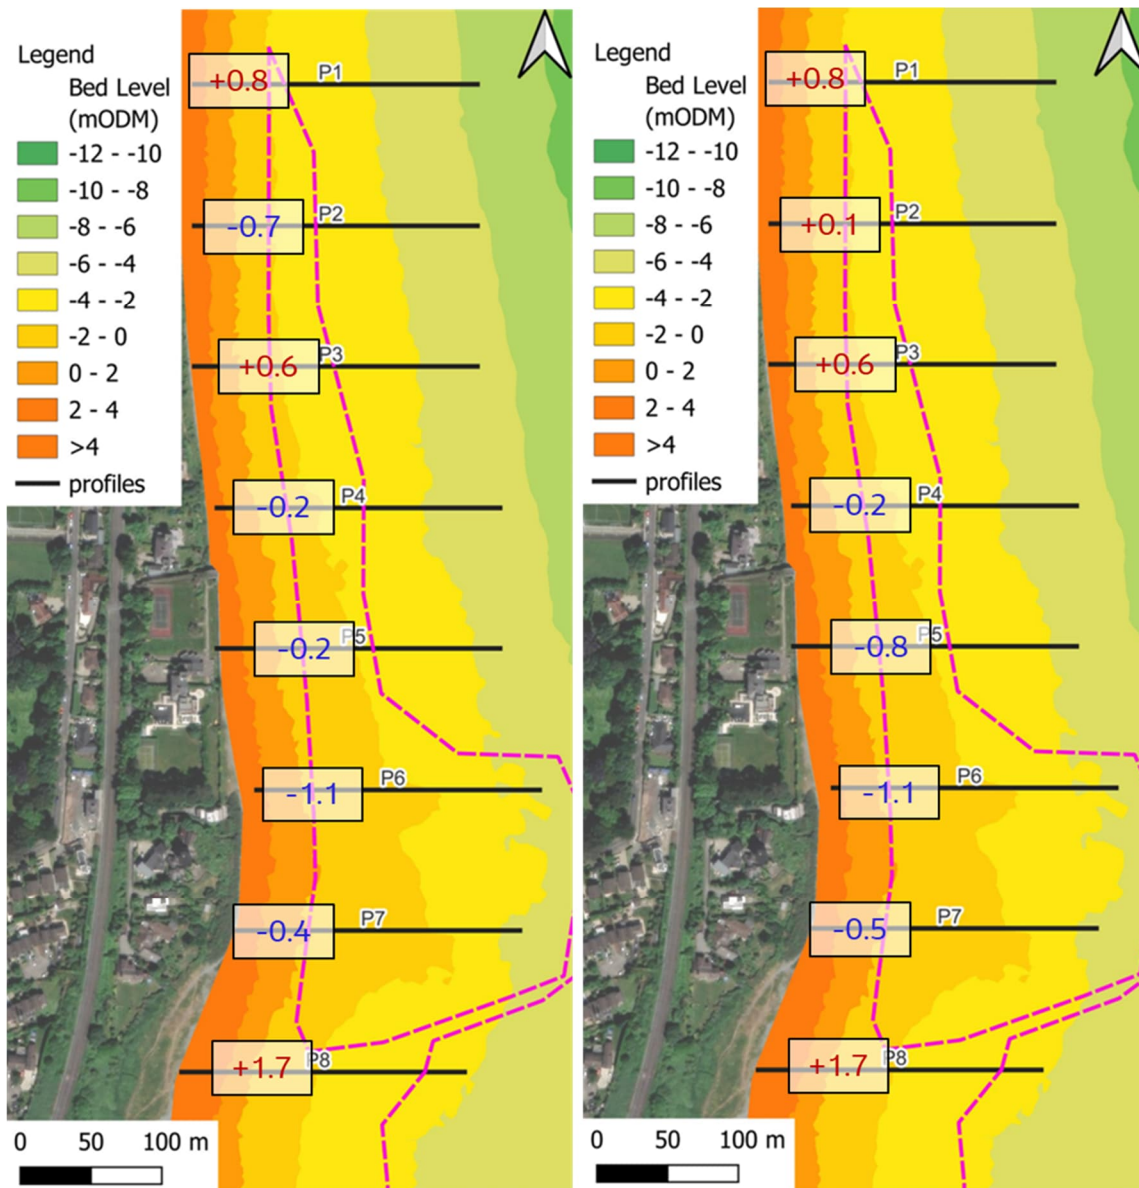 Legend
Bed Level
(mODM)
-12 - -10
-10 - -8
-8 - -6
-6 - -4
-4 - -2
-2 - 0
0 - 2
2 - 4
>4
profiles
+0.8
P1
-0.7
P2
+0.6
P3
-0.2
P4
-0.2
P5
-1.1
P6
-0.4
P7
+1.7
P8
0 50 100 m
Legend
Bed Level
(mODM)
-12 - -10
-10 - -8
-8 - -6
-6 - -4
-4 - -2
-2 - 0
0 - 2
2 - 4
>4
profiles
+0.8
P1
+0.1
P2
+0.6
P3
-0.2
P4
-0.8
P5
-1.1
P6
-0.5
P7
+1.7
P8
0 50 100 m